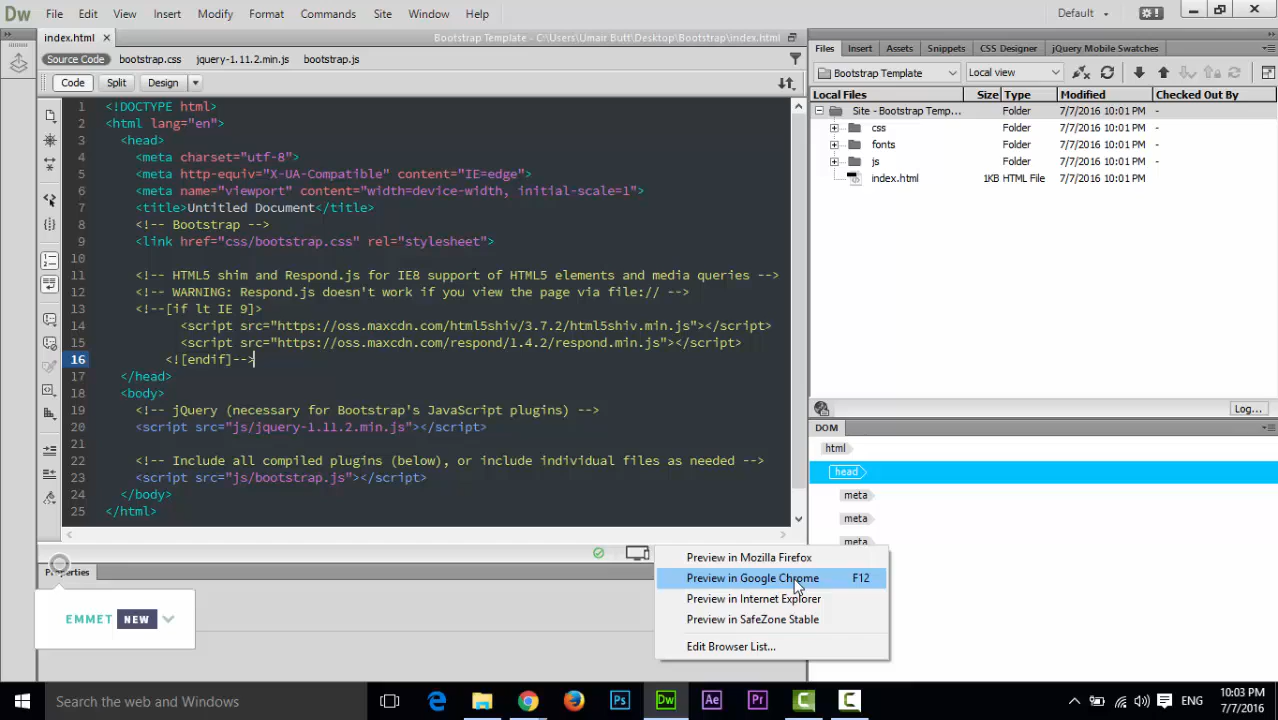 Dw File Edit View Insert Modify Format Commands Site Window Help Default
index.html Bootstrap Template - C:\Users\Umair Butt\Desktop\Bootstrap\index.html
Source Code bootstrap.css jquery-1.11.2.min.js bootstrap.js
Code Split Design
1 <!DOCTYPE html>
2 <html lang="en">
3 <head>
4 <meta charset="utf-8">
5 <meta http-equiv="X-UA-Compatible" content="IE=edge">
6 <meta name="viewport" content="width=device-width, initial-scale=1">
7 <title>Untitled Document</title>
8 <!-- Bootstrap -->
9 <link href="css/bootstrap.css" rel="stylesheet">
10
11 <!-- HTML5 shim and Respond.js for IE8 support of HTML5 elements and media queries -->
12 <!-- WARNING: Respond.js doesn't work if you view the page via file:// -->
13 <!--[if lt IE 9]>
14 <script src="https://oss.maxcdn.com/html5shiv/3.7.2/html5shiv.min.js"></script>
15 <script src="https://oss.maxcdn.com/respond/1.4.2/respond.min.js"></script>
16 <![endif]-->
17 </head>
18 <body>
19 <!-- jQuery (necessary for Bootstrap's JavaScript plugins) -->
20 <script src="js/jquery-1.11.2.min.js"></script>
21
22 <!-- Include all compiled plugins (below), or include individual files as needed -->
23 <script src="js/bootstrap.js"></script>
24 </body>
25 </html>
Files Insert Assets Snippets CSS Designer jQuery Mobile Swatches
Bootstrap Template Local view
Local Files Size Type Modified Checked Out By
Site - Bootstrap Temp... Folder 7/7/2016 10:01 PM -
css Folder 7/7/2016 10:01 PM -
fonts Folder 7/7/2016 10:01 PM -
js Folder 7/7/2016 10:01 PM -
index.html 1KB HTML File 7/7/2016 10:01 PM -
Log...
DOM
html
head
meta
meta
meta
Preview in Mozilla Firefox
Preview in Google Chrome F12
Preview in Internet Explorer
Preview in SafeZone Stable
Edit Browser List...
Properties
EMMET NEW
Search the web and Windows
Ps Dw Ae Pr
ENG
10:03 PM
7/7/2016